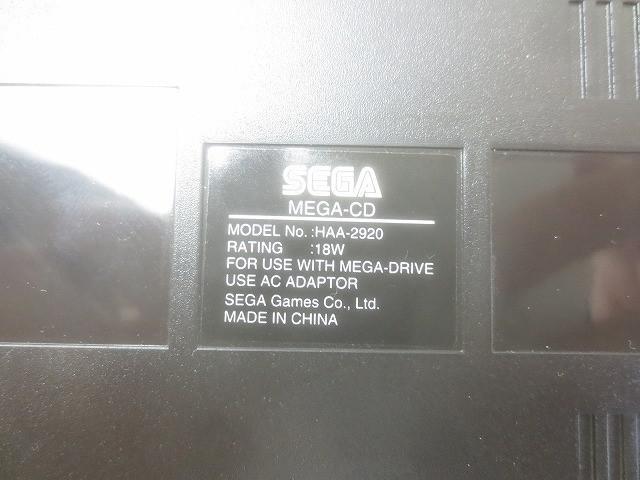 SEGA
MEGA-CD
MODEL No. :HAA-2920
RATING :18W
FOR USE WITH MEGA-DRIVE
USE AC ADAPTOR
SEGA Games Co., Ltd.
MADE IN CHINA